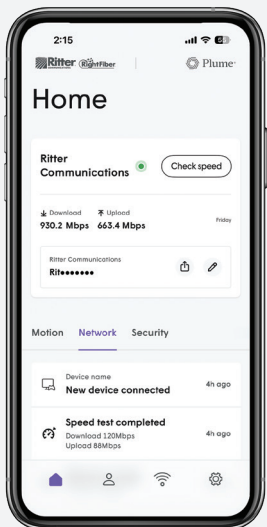 2:15
Ritter RightFiber Plume
Home
Ritter
Communications
Check speed
Download Upload
930.2 Mbps 663.4 Mbps Friday
Ritter Communications
Rit•••••••
Motion Network Security
Device name
New device connected 4h ago
Speed test completed
Download 120Mbps 4h ago
Upload 88Mbps